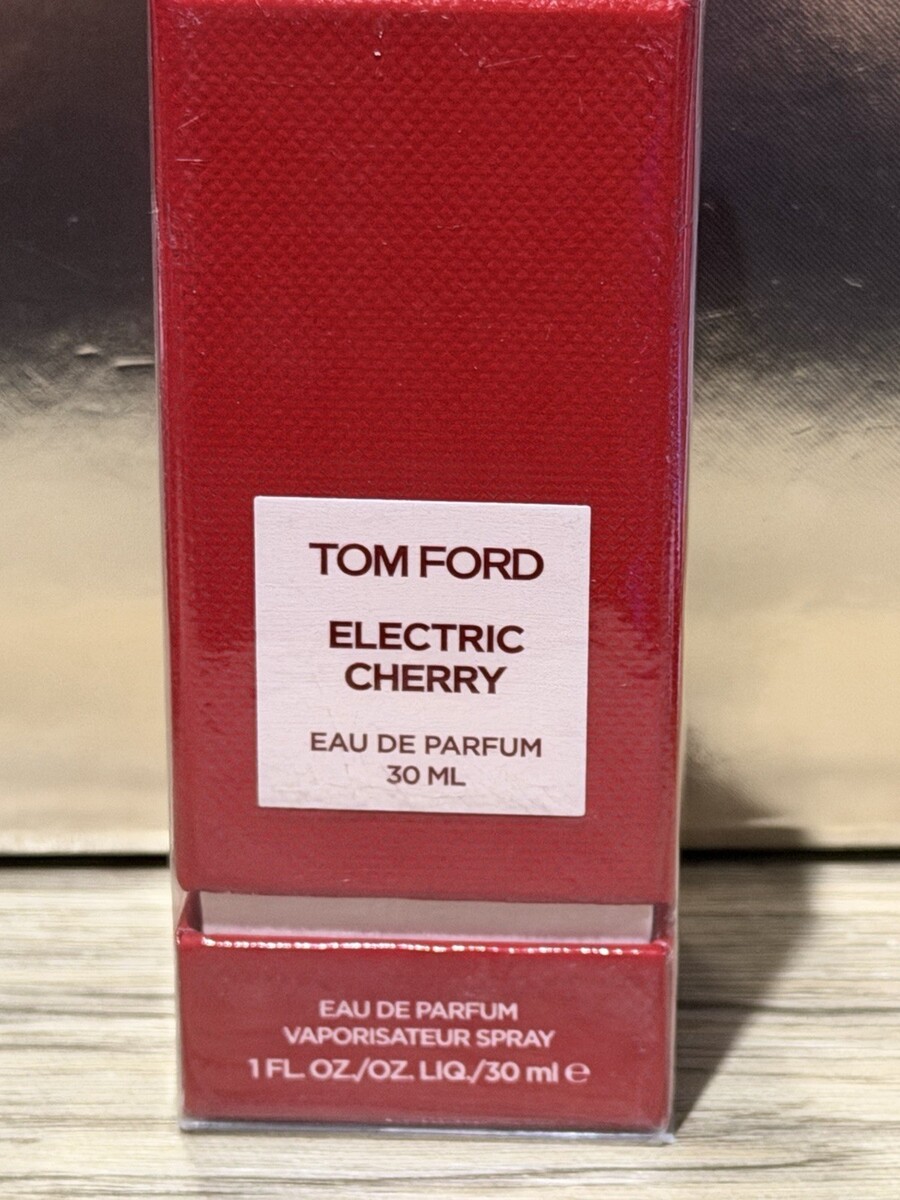 TOM FORD
ELECTRIC
CHERRY
EAU DE PARFUM
30 ML
EAU DE PARFUM
VAPORISATEUR SPRAY
1 FL. OZ./OZ. LIQ./30 ml ℮